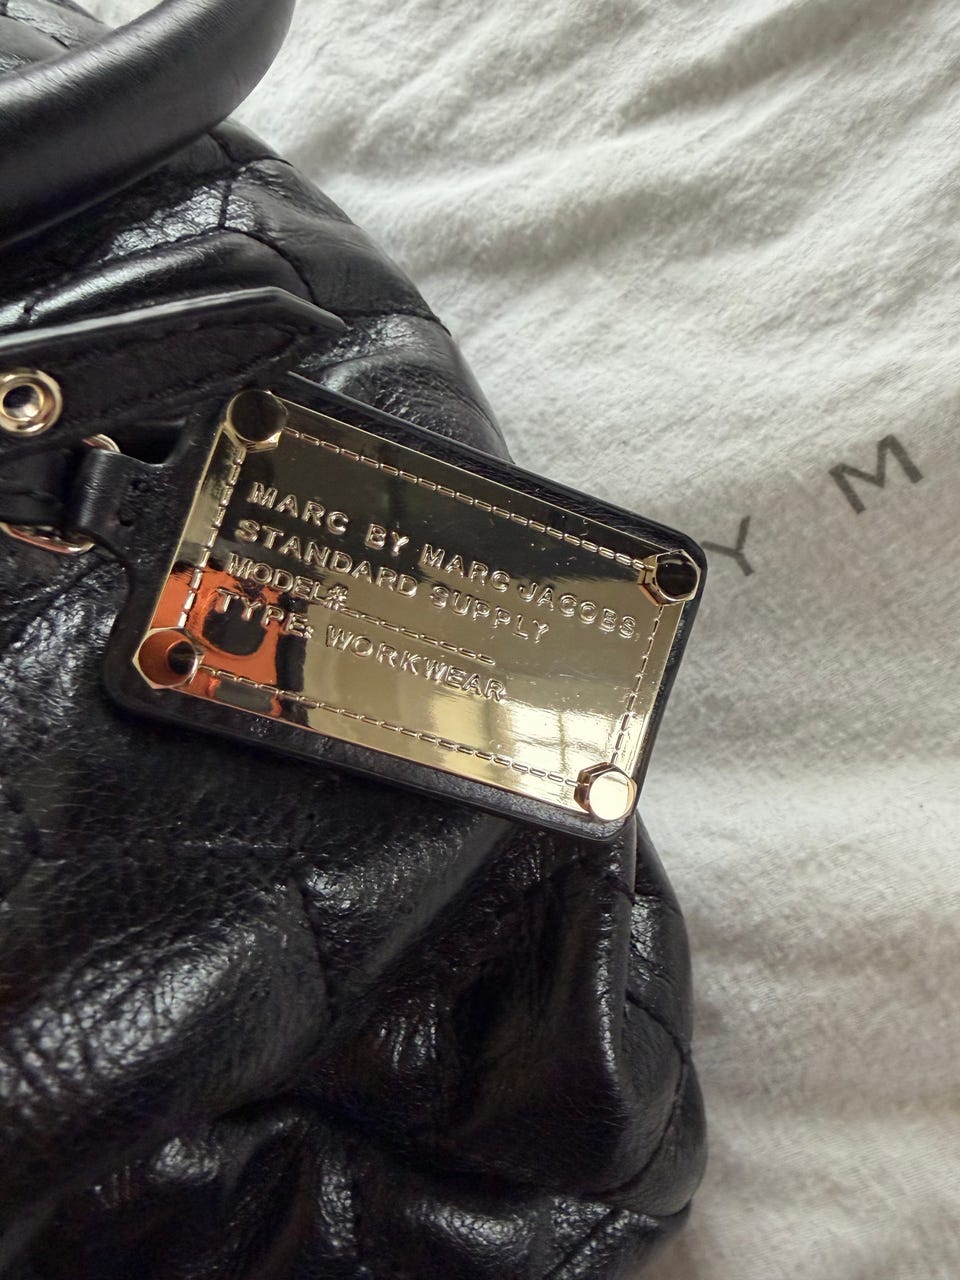 MARC BY MARC JACOBS
STANDARD SUPPLY
MODEL#
TYPE: WORKWEAR
Y M